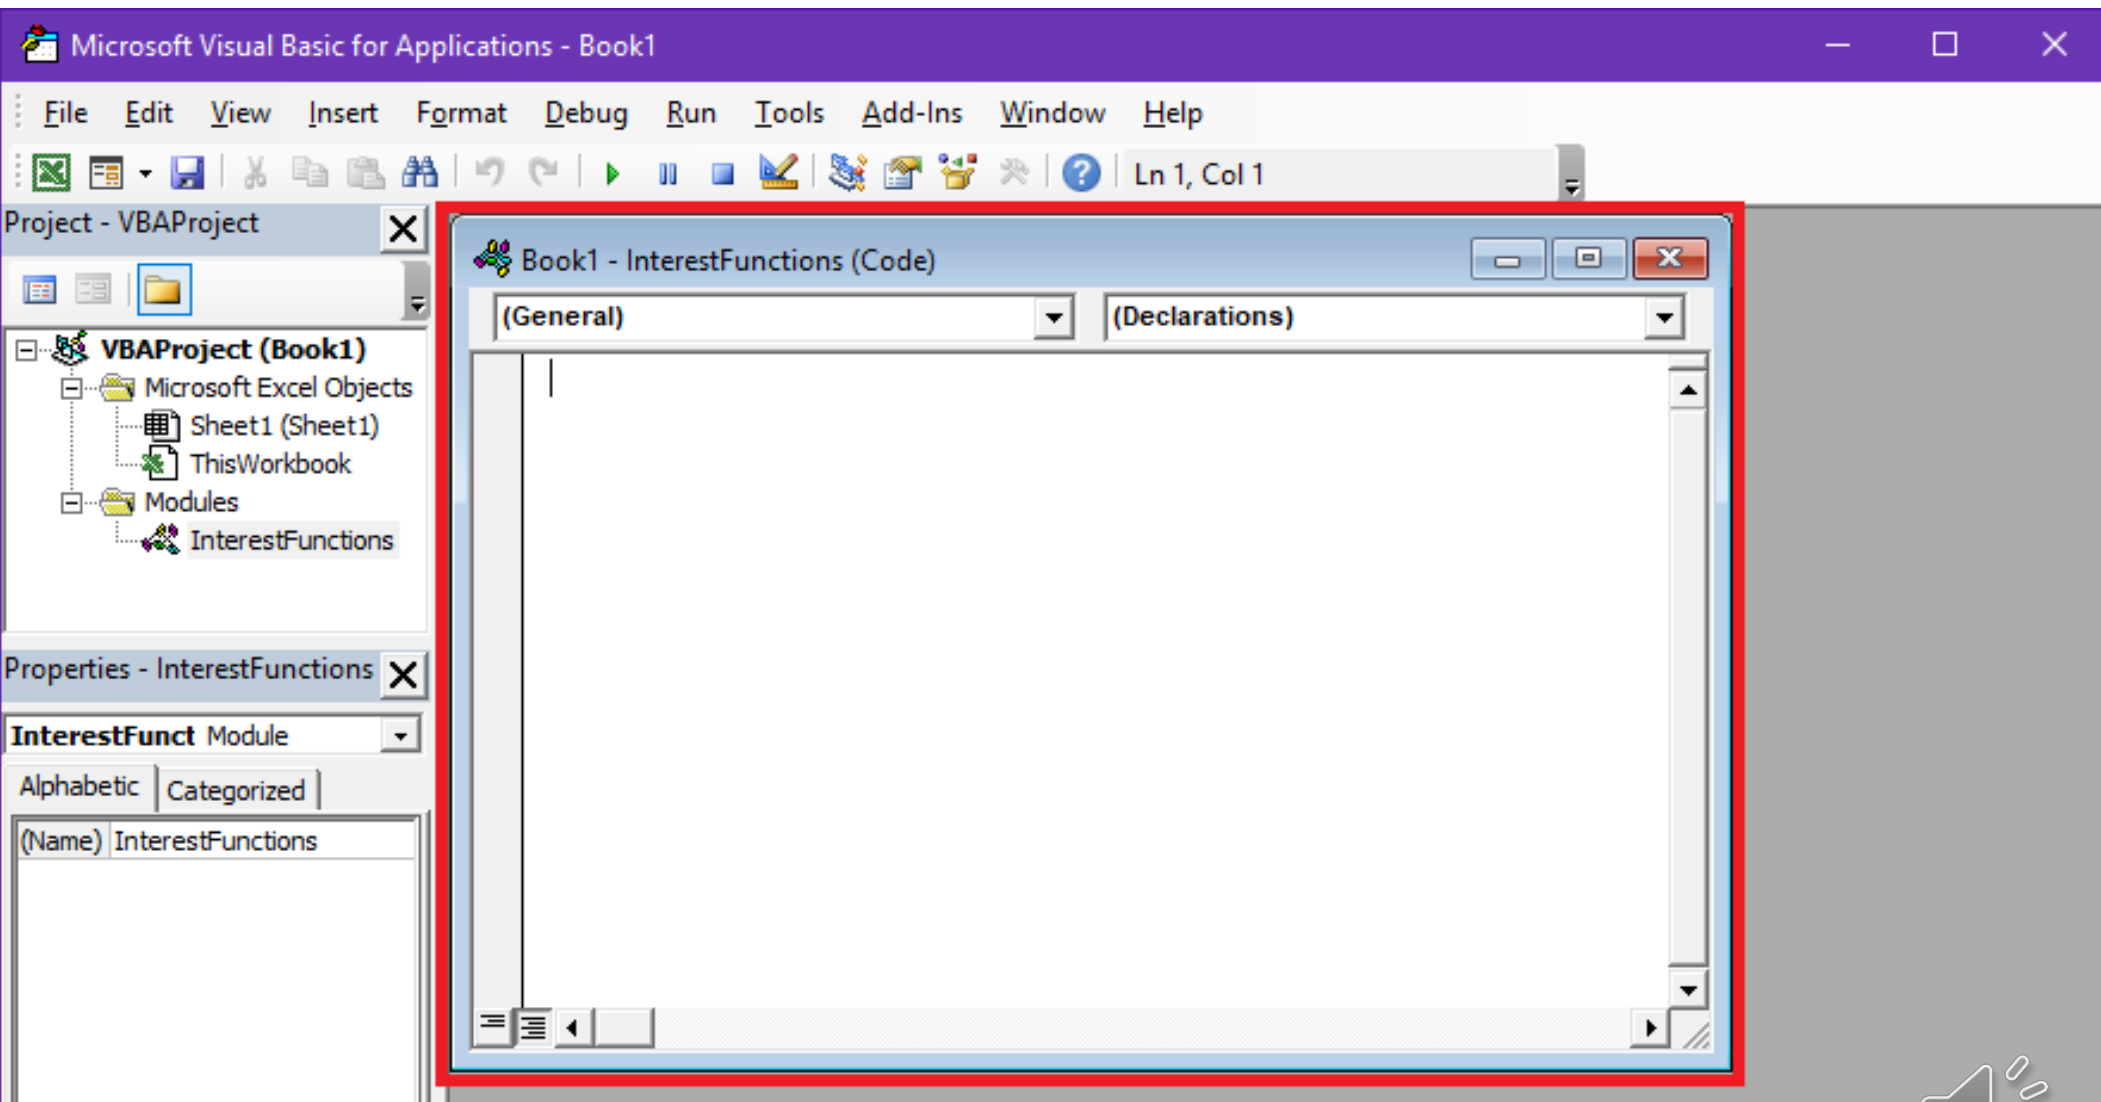 Microsoft Visual Basic for Applications - Book1
File Edit View Insert Format Debug Run Tools Add-Ins Window Help
Ln 1, Col 1
Project - VBAProject
VBAProject (Book1)
Microsoft Excel Objects
Sheet1 (Sheet1)
ThisWorkbook
Modules
InterestFunctions
Properties - InterestFunctions
InterestFunct Module
Alphabetic Categorized
(Name) InterestFunctions
Book1 - InterestFunctions (Code)
(General) (Declarations)